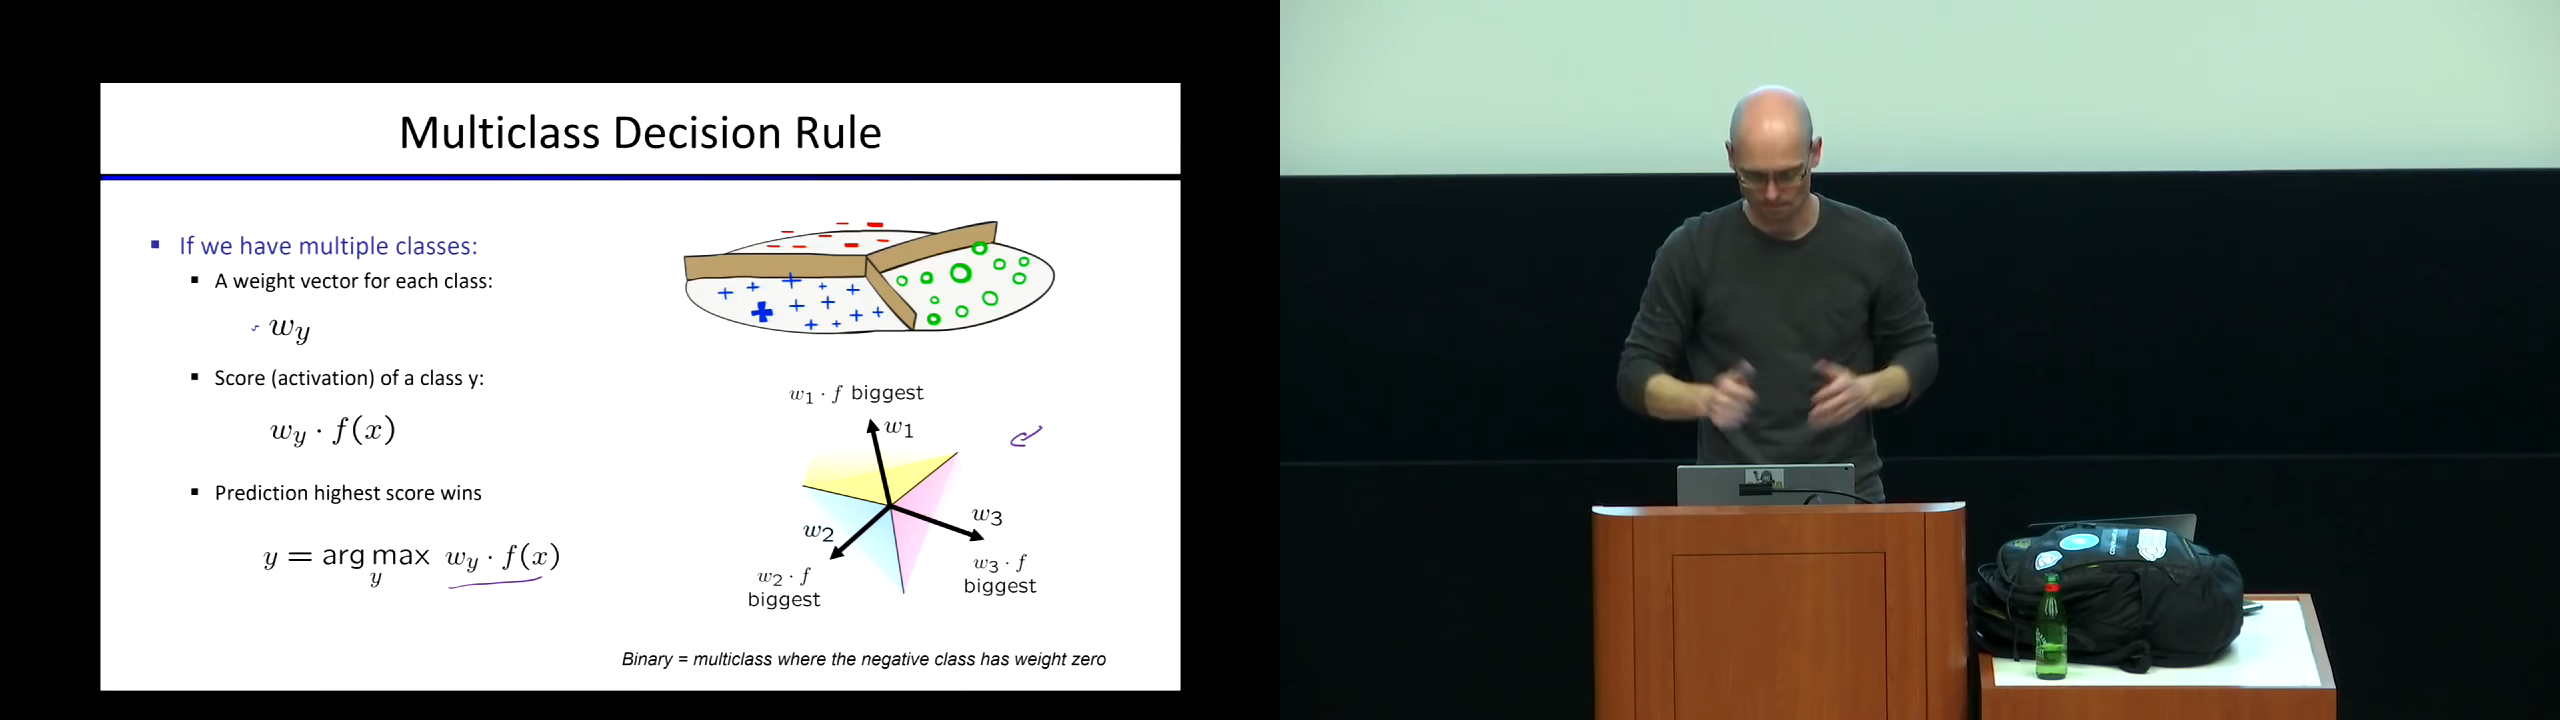 Multiclass Decision Rule
If we have multiple classes:
A weight vector for each class:
w_y
Score (activation) of a class y:
w_y · f(x)
Prediction highest score wins
y = arg max_y w_y · f(x)
w_1 · f biggest
w_1
w_2
w_3
w_2 · f
biggest
w_3 · f
biggest
Binary = multiclass where the negative class has weight zero